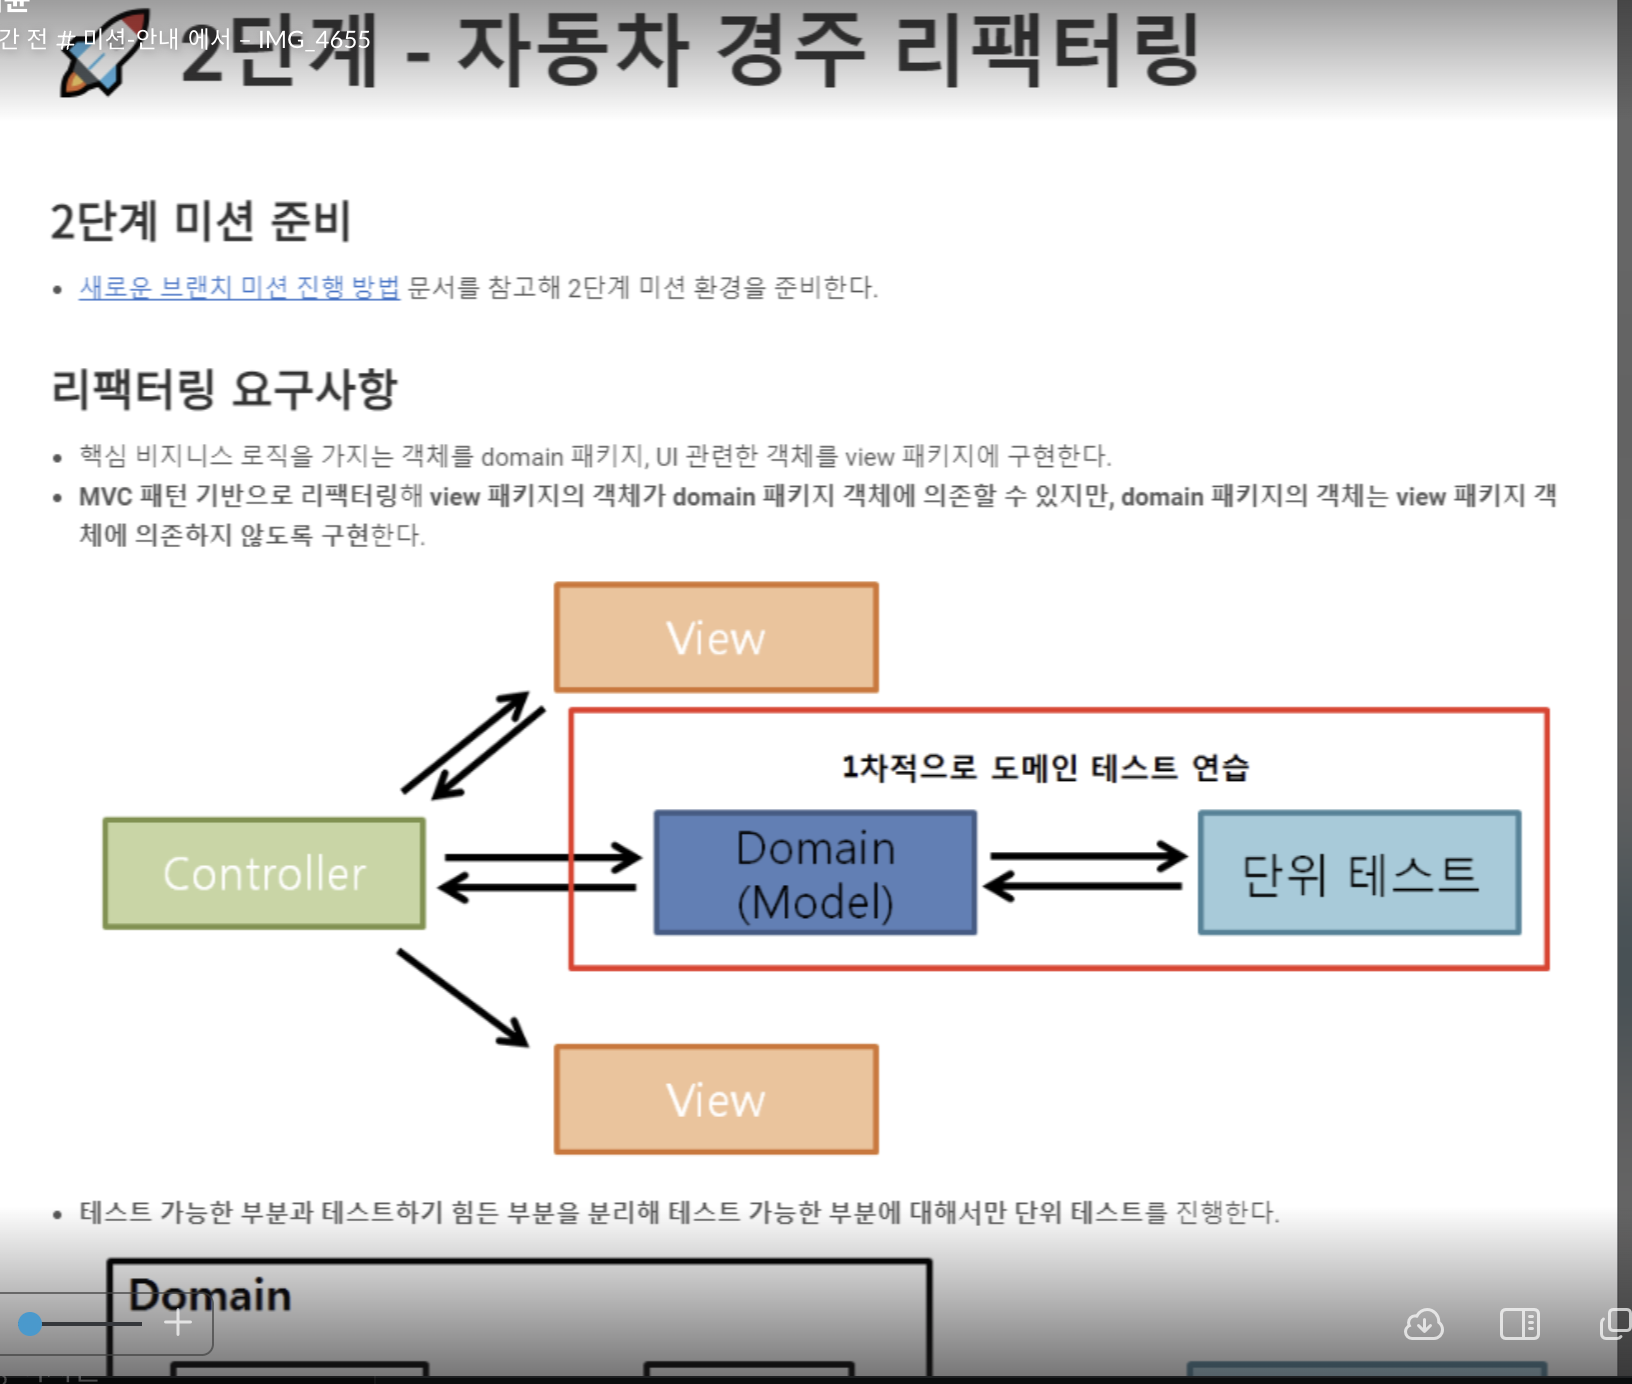 간 전 # 미션-안내 에서 – IMG_4655
2단계 - 자동차 경주 리팩터링
2단계 미션 준비
• 새로운 브랜치 미션 진행 방법 문서를 참고해 2단계 미션 환경을 준비한다.
리팩터링 요구사항
• 핵심 비지니스 로직을 가지는 객체를 domain 패키지, UI 관련한 객체를 view 패키지에 구현한다.
• MVC 패턴 기반으로 리팩터링해 view 패키지의 객체가 domain 패키지 객체에 의존할 수 있지만, domain 패키지의 객체는 view 패키지 객
체에 의존하지 않도록 구현한다.
View
1차적으로 도메인 테스트 연습
Controller
Domain
(Model)
단위 테스트
View
• 테스트 가능한 부분과 테스트하기 힘든 부분을 분리해 테스트 가능한 부분에 대해서만 단위 테스트를 진행한다.
Domain